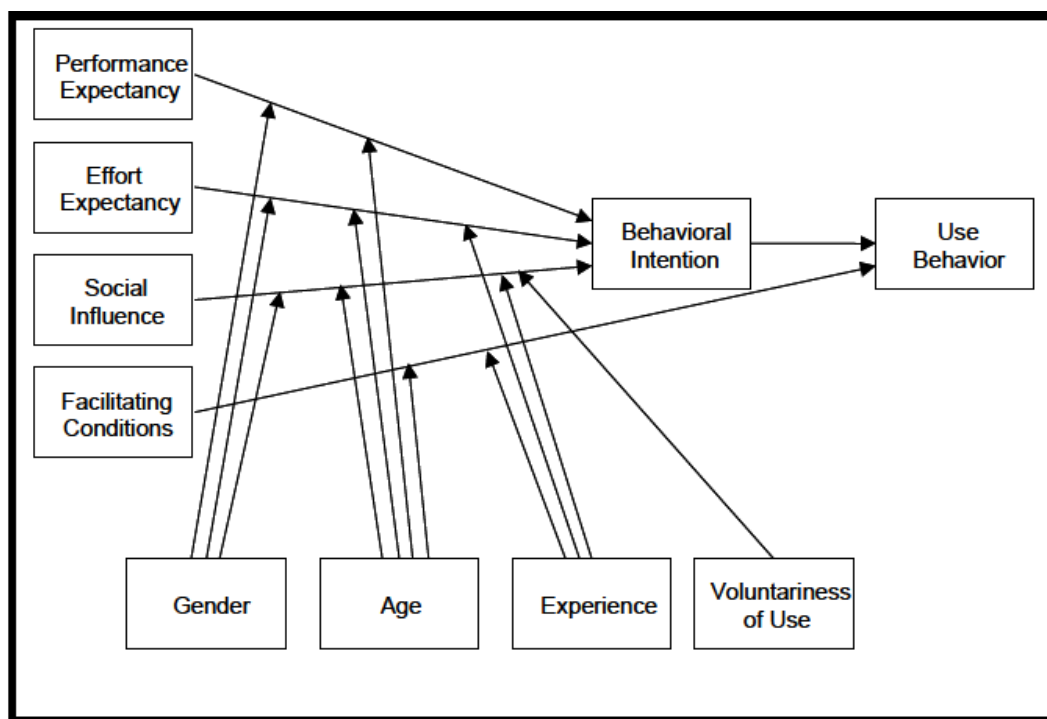 Performance
Expectancy
Effort
Expectancy
Social
Influence
Facilitating
Conditions
Behavioral
Intention
Use
Behavior
Gender
Age
Experience
Voluntariness
of Use